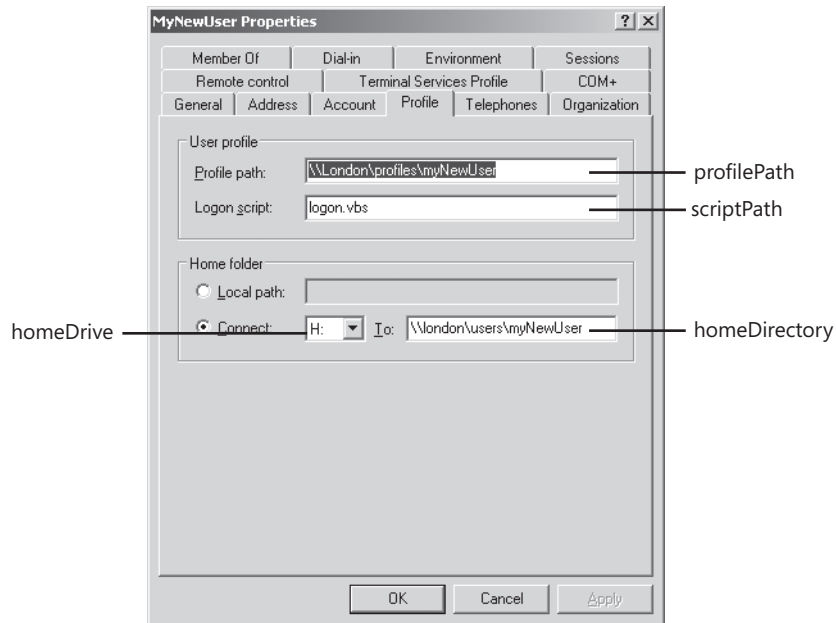 MyNewUser Properties
Member Of Dial-in Environment Sessions
Remote control Terminal Services Profile COM+
General Address Account Profile Telephones Organization
User profile
Profile path: \\London\profiles\myNewUser
profilePath
Logon script: logon.vbs
scriptPath
Home folder
Local path:
homeDrive
Connect: H: To: \\london\users\myNewUser
homeDirectory
OK Cancel Apply